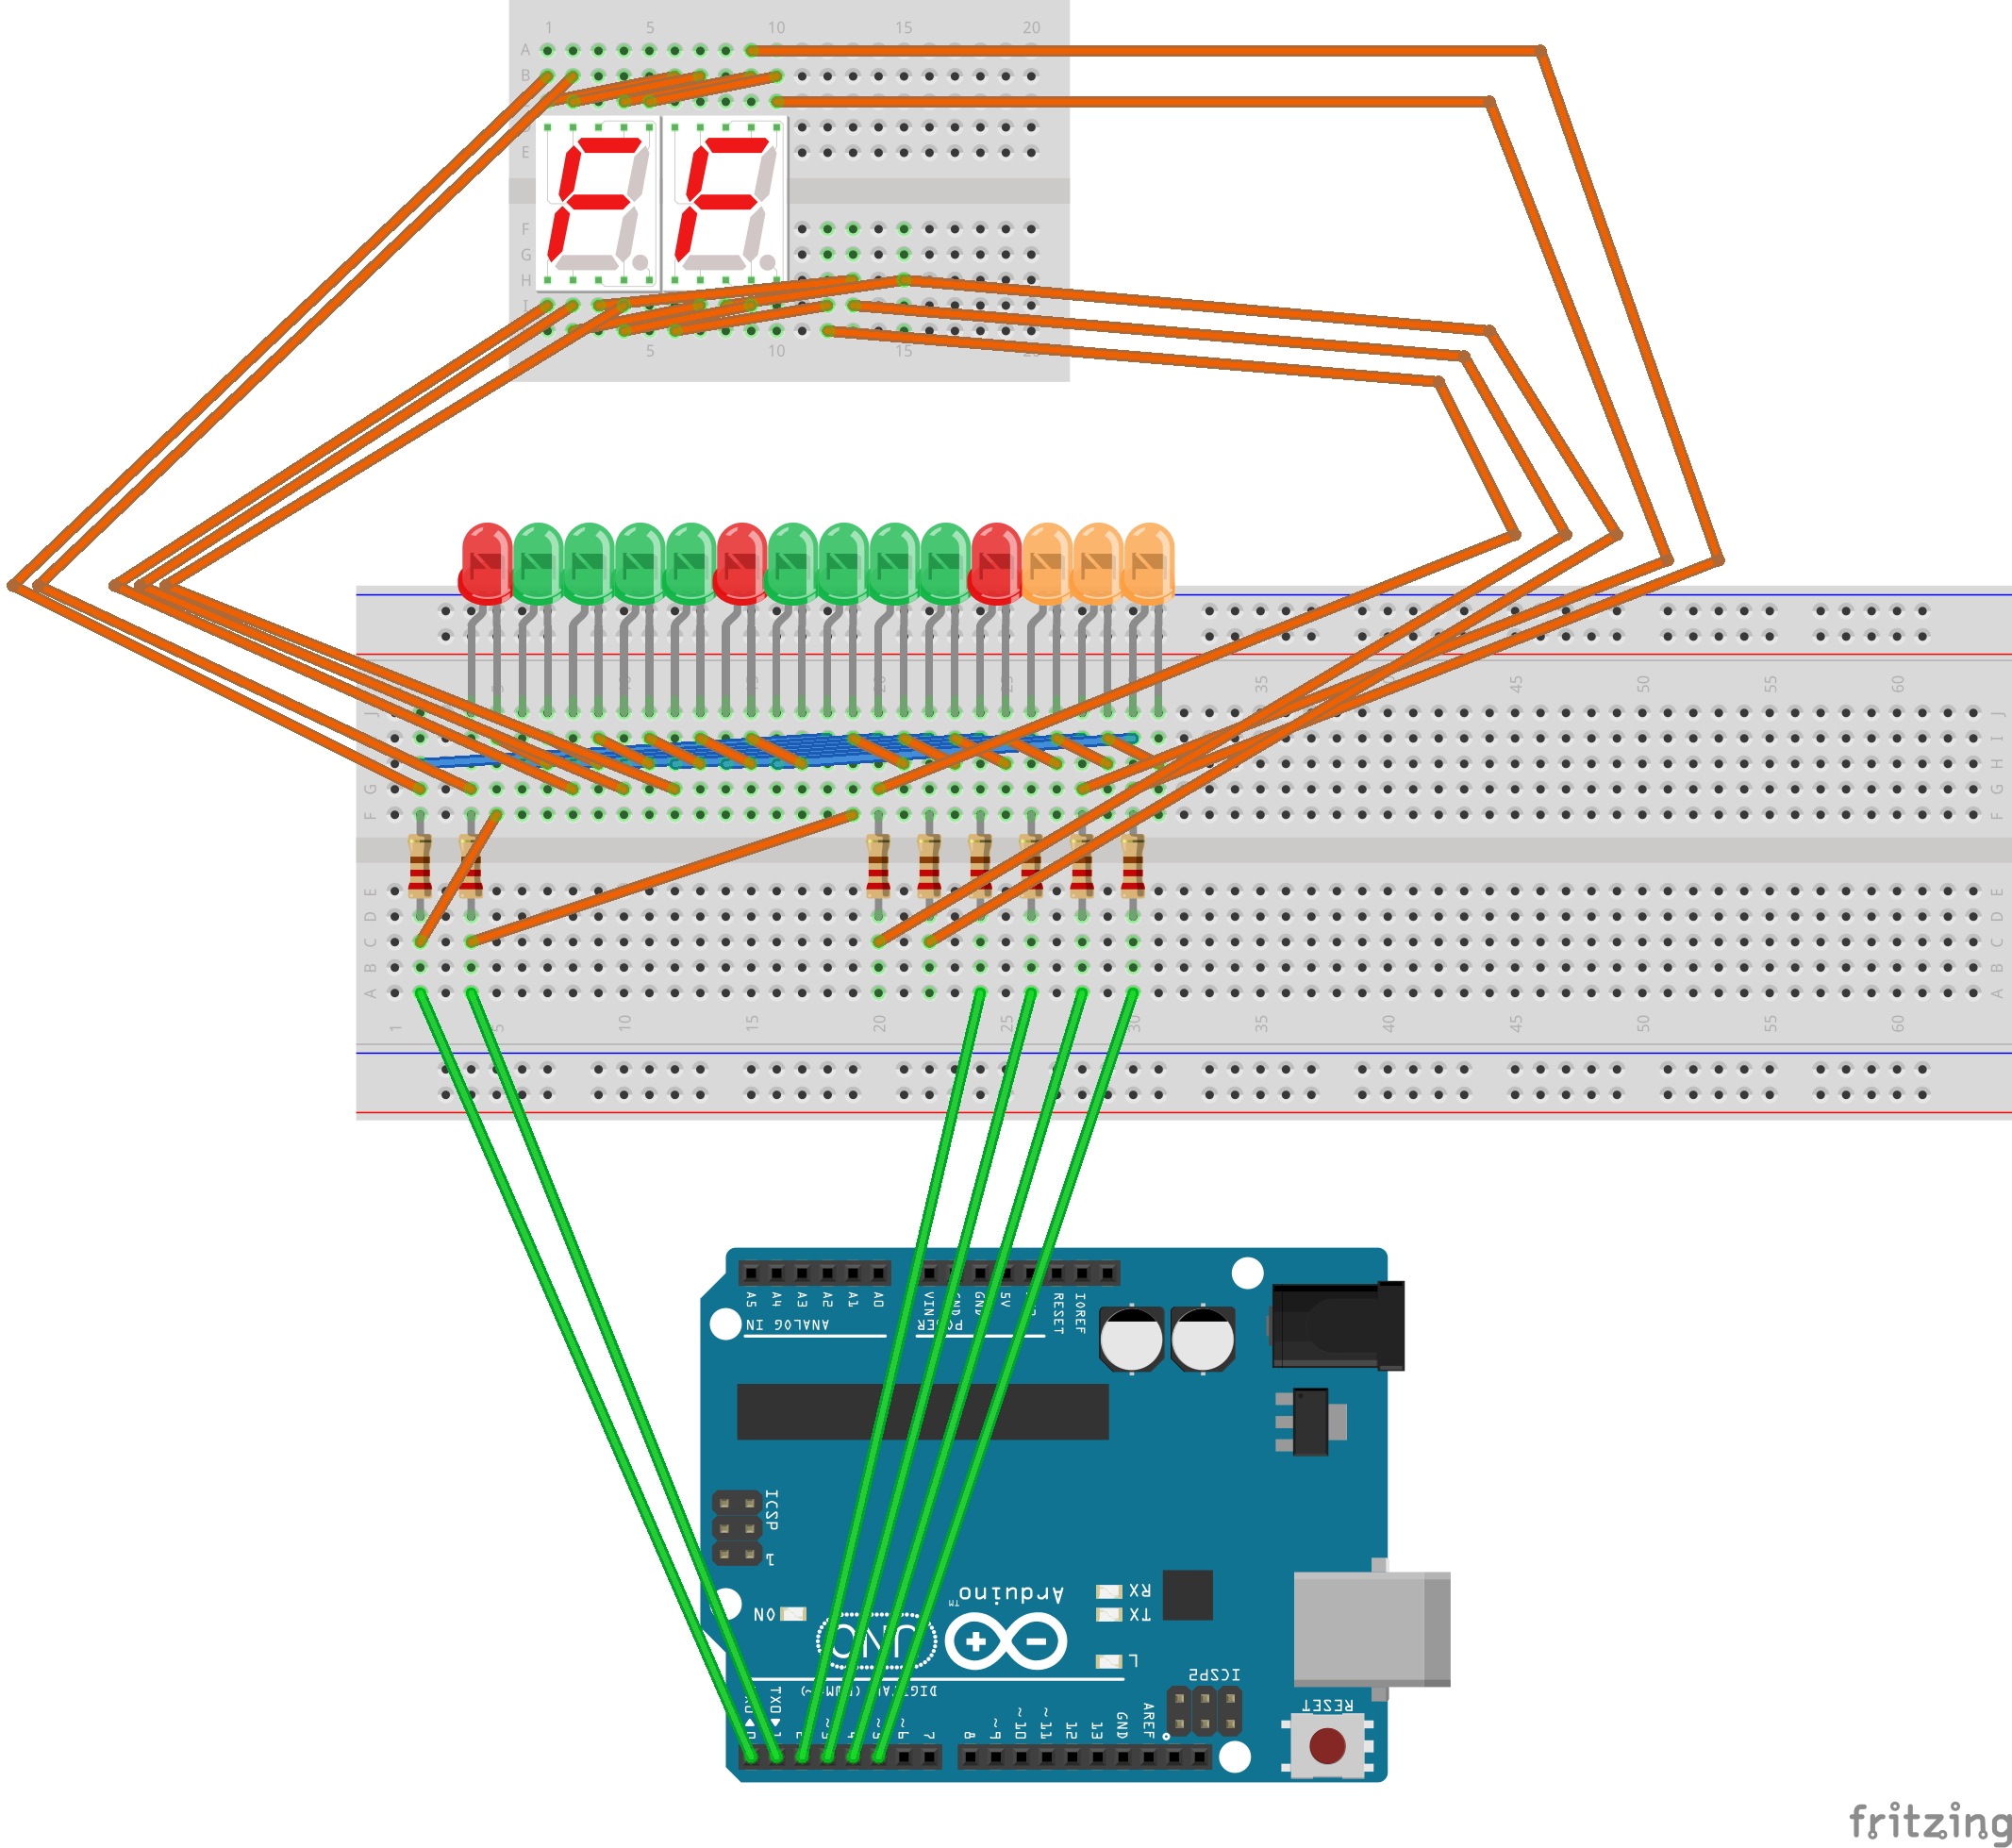 1 5 10 15 20
A
B
E
F
G
H
I
5 10 15
35 45 50 55 60
J J
I I
H H
G G
F F
E E
D D
C C
B B
A A
1 5 10 15 20 25 30 35 40 45 50 55 60
A5 A4 A3 A2 A1 A0 VIN GND GND 5V RESET IOREF
ANALOG IN POWER
ICSP
1
Arduino
TM
RX
TX
ON
UNO
L
ICSP2
DIGITAL (PWM~)
RESET
TX0 1 2 ~3 4 ~5 ~6 7 8 ~9 ~10 ~11 12 13 GND AREF
fritzing